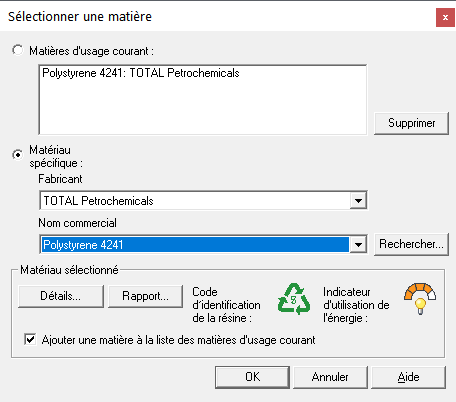 Sélectionner une matière
x
Matières d'usage courant :
Polystyrene 4241: TOTAL Petrochemicals
Supprimer
Matériau
spécifique :
Fabricant
TOTAL Petrochemicals
Nom commercial
Polystyrene 4241
Rechercher...
Matériau sélectionné
Détails...
Rapport...
Code
d'identification
de la résine :
Indicateur
d'utilisation de
l'énergie :
Ajouter une matière à la liste des matières d'usage courant
OK
Annuler
Aide